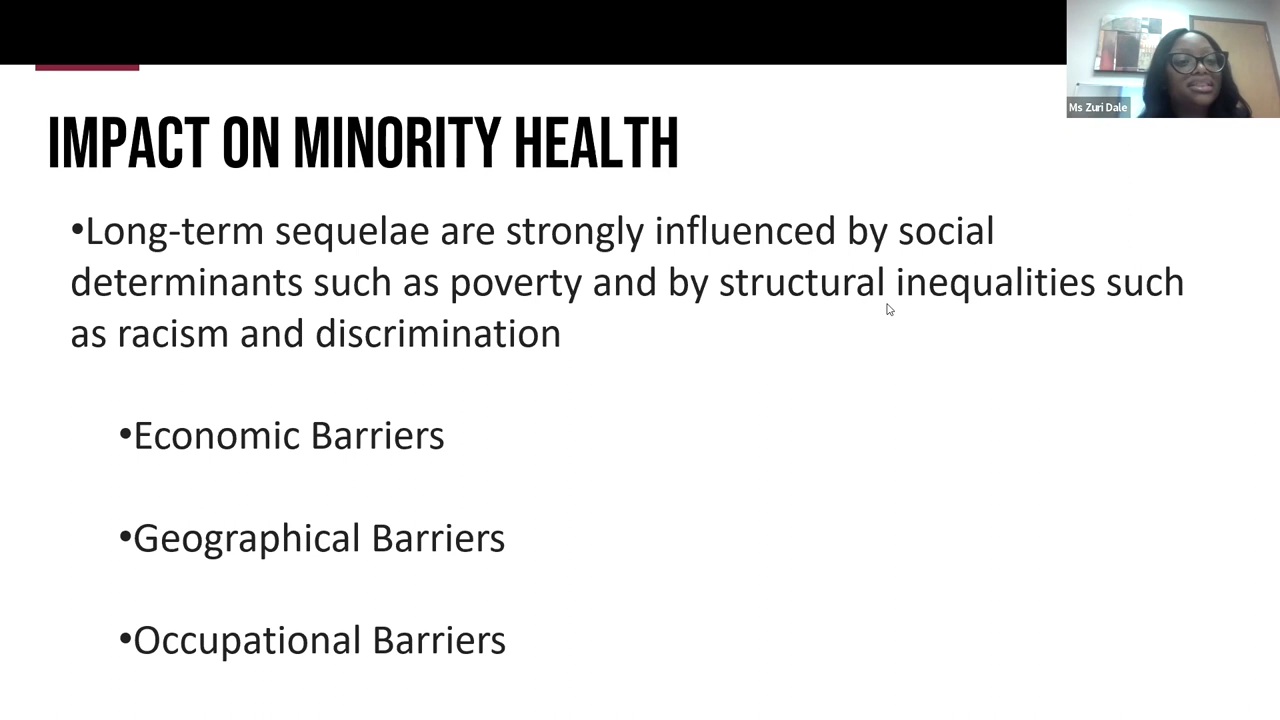 Ms Zuri Dale
IMPACT ON MINORITY HEALTH
•Long-term sequelae are strongly influenced by social
determinants such as poverty and by structural inequalities such
as racism and discrimination
•Economic Barriers
•Geographical Barriers
•Occupational Barriers